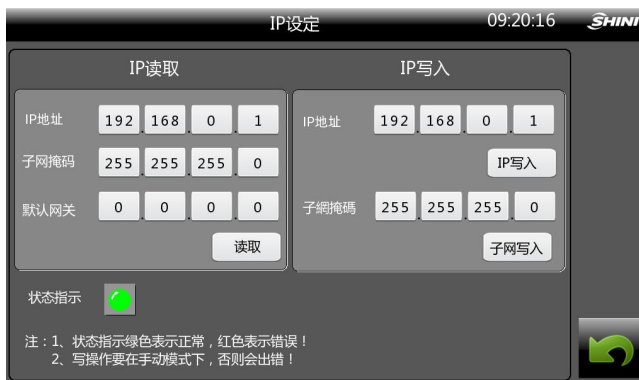 IP设定 09:20:16 SHINI
IP读取 IP写入
IP地址 192 . 168 . 0 . 1 IP地址 192 . 168 . 0 . 1
子网掩码 255 . 255 . 255 . 0 IP写入
默认网关 0 . 0 . 0 . 0 子網掩碼 255 . 255 . 255 . 0
读取 子网写入
状态指示
注：1、状态指示绿色表示正常，红色表示错误！
2、写操作要在手动模式下，否则会出错！